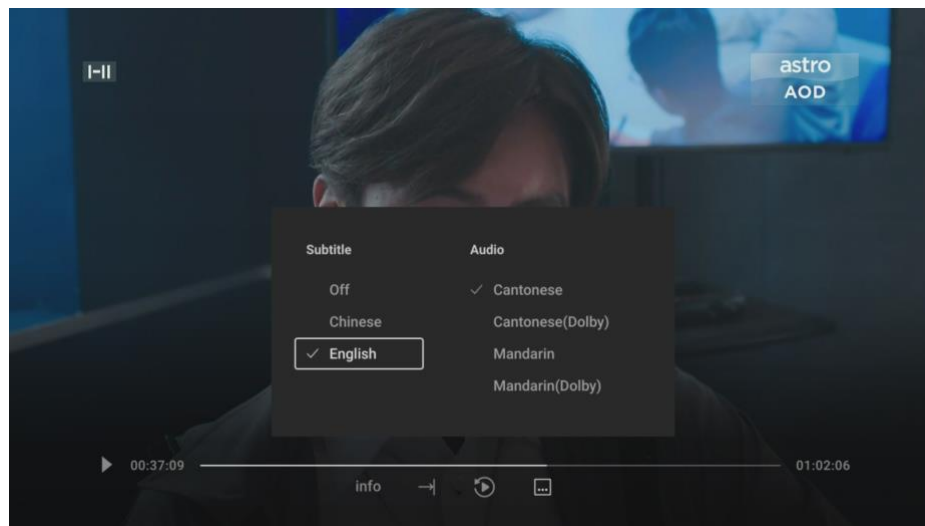 I-II
astro
AOD
Subtitle
Audio
Off
Chinese
English
Cantonese
Cantonese(Dolby)
Mandarin
Mandarin(Dolby)
00:37:09
01:02:06
info